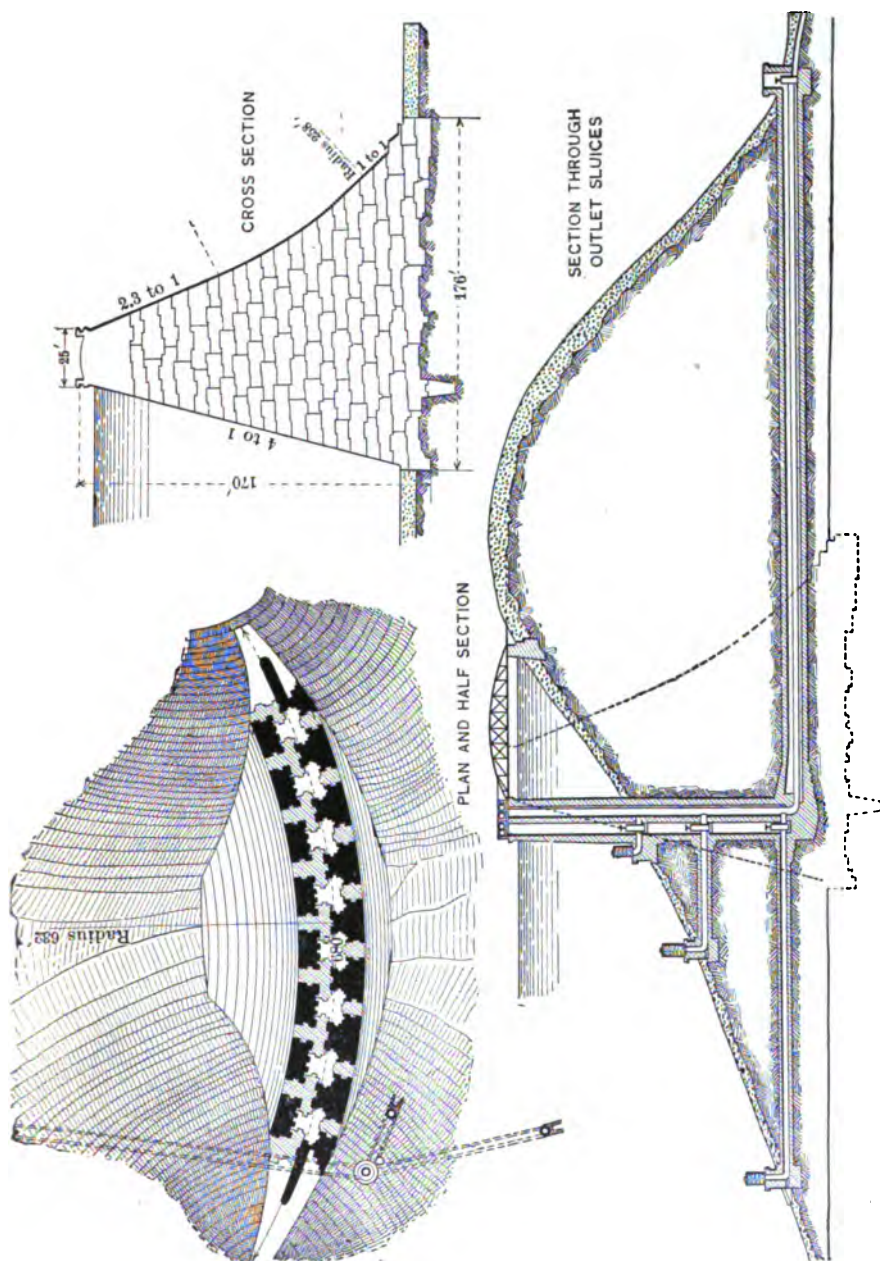 CROSS SECTION
25′
2.3 to 1
Radius 258′
1 to 1
4 to 1
170′
176′
PLAN AND HALF SECTION
Radius 632′
SECTION THROUGH
OUTLET SLUICES